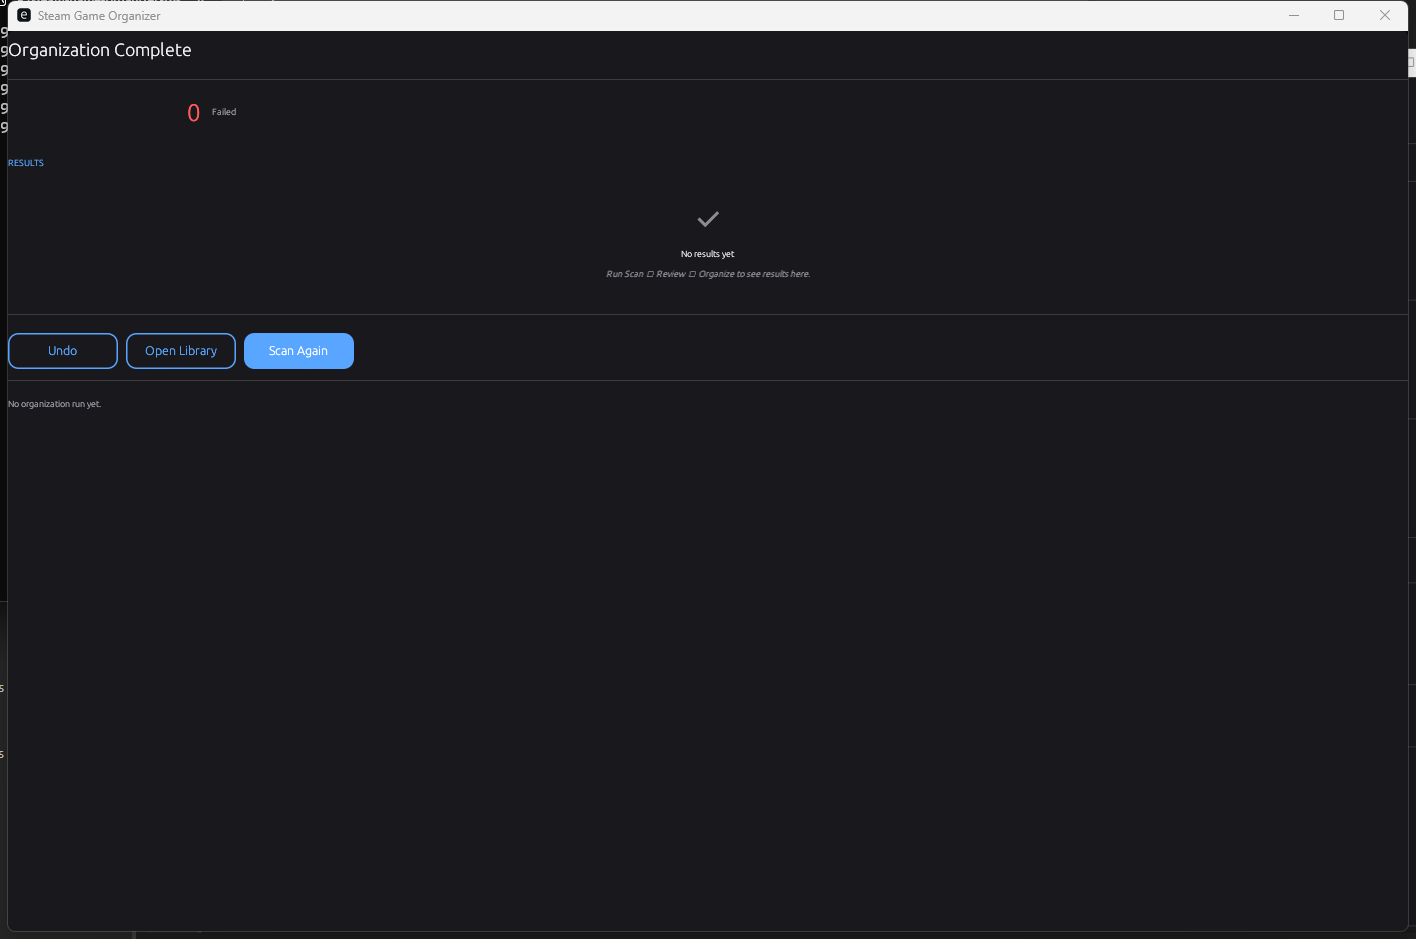 Steam Game Organizer
Organization Complete
0 Failed
RESULTS
No results yet
Run Scan □ Review □ Organize to see results here.
Undo Open Library Scan Again
No organization run yet.